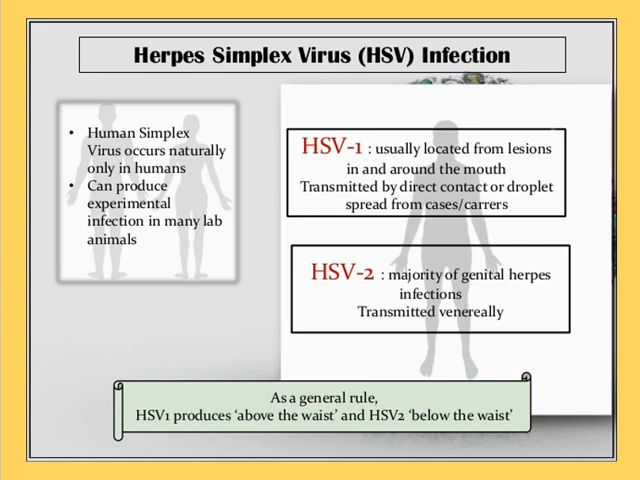 Herpes Simplex Virus (HSV) Infection
• Human Simplex
Virus occurs naturally
only in humans
• Can produce
experimental
infection in many lab
animals
HSV-1 : usually located from lesions
in and around the mouth
Transmitted by direct contact or droplet
spread from cases/carrers
HSV-2 : majority of genital herpes
infections
Transmitted venereally
As a general rule,
HSV1 produces ‘above the waist’ and HSV2 ‘below the waist’